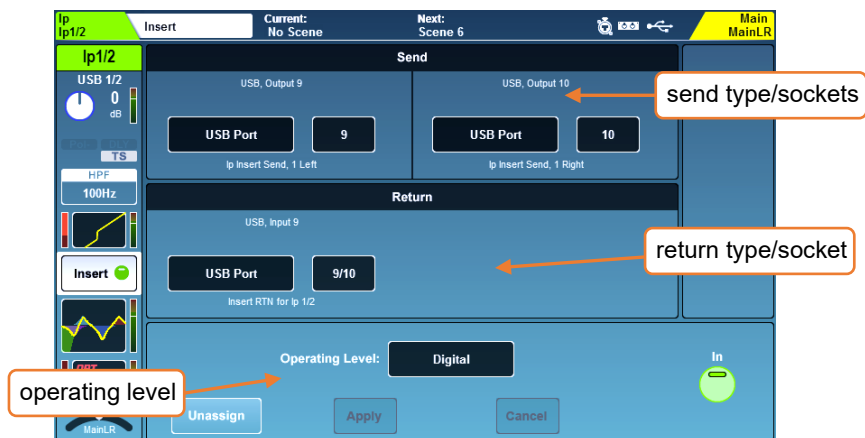 Ip
Ip1/2
Insert
Current:
No Scene
Next:
Scene 6
Main
MainLR
Ip1/2
USB 1/2
0
dB
TS
HPF
100Hz
Insert
MainLR
Send
USB, Output 9
USB Port
9
Ip Insert Send, 1 Left
USB, Output 10
USB Port
10
Ip Insert Send, 1 Right
send type/sockets
Return
USB, Input 9
USB Port
9/10
Insert RTN for Ip 1/2
return type/socket
Operating Level:
Digital
In
operating level
Unassign
Apply
Cancel